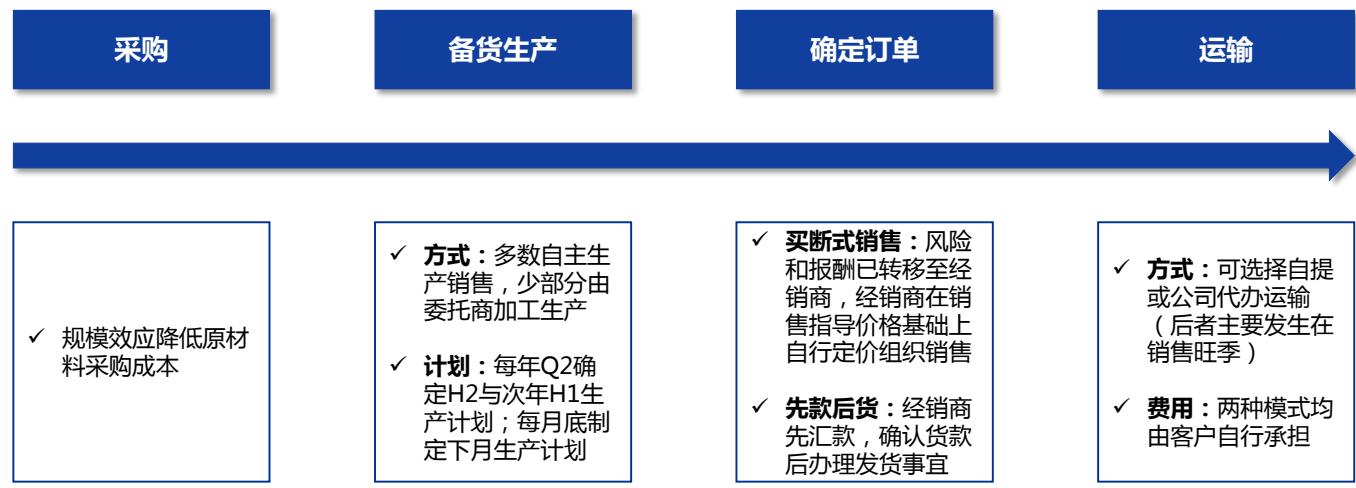 采购
备货生产
确定订单
运输
✓ 规模效应降低原材
料采购成本
✓ 方式：多数自主生
产销售，少部分由
委托商加工生产
✓ 计划：每年Q2确
定H2与次年H1生
产计划；每月底制
定下月生产计划
✓ 买断式销售：风险
和报酬已转移至经
销商，经销商在销
售指导价格基础上
自行定价组织销售
✓ 先款后货：经销商
先汇款，确认货款
后办理发货事宜
✓ 方式：可选择自提
或公司代办运输
（后者主要发生在
销售旺季）
✓ 费用：两种模式均
由客户自行承担